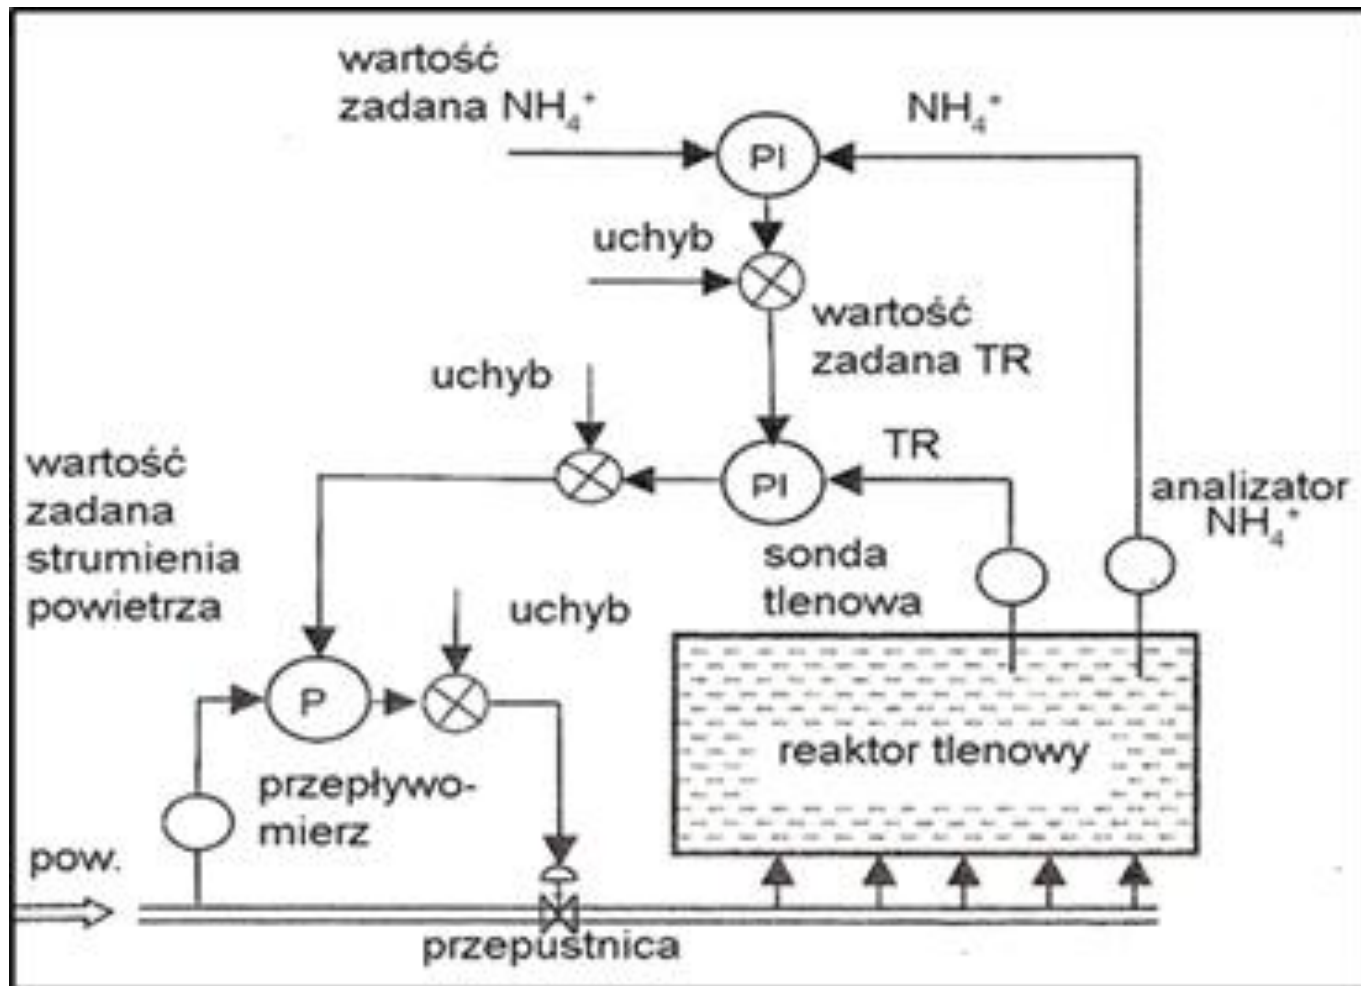 wartość
zadana NH₄⁺
NH₄⁺
PI
uchyb
wartość
zadana TR
uchyb
TR
PI
wartość
zadana
strumienia
powietrza
analizator
NH₄⁺
sonda
tlenowa
uchyb
P
reaktor tlenowy
przepływo-
mierz
pow.
przepustnica